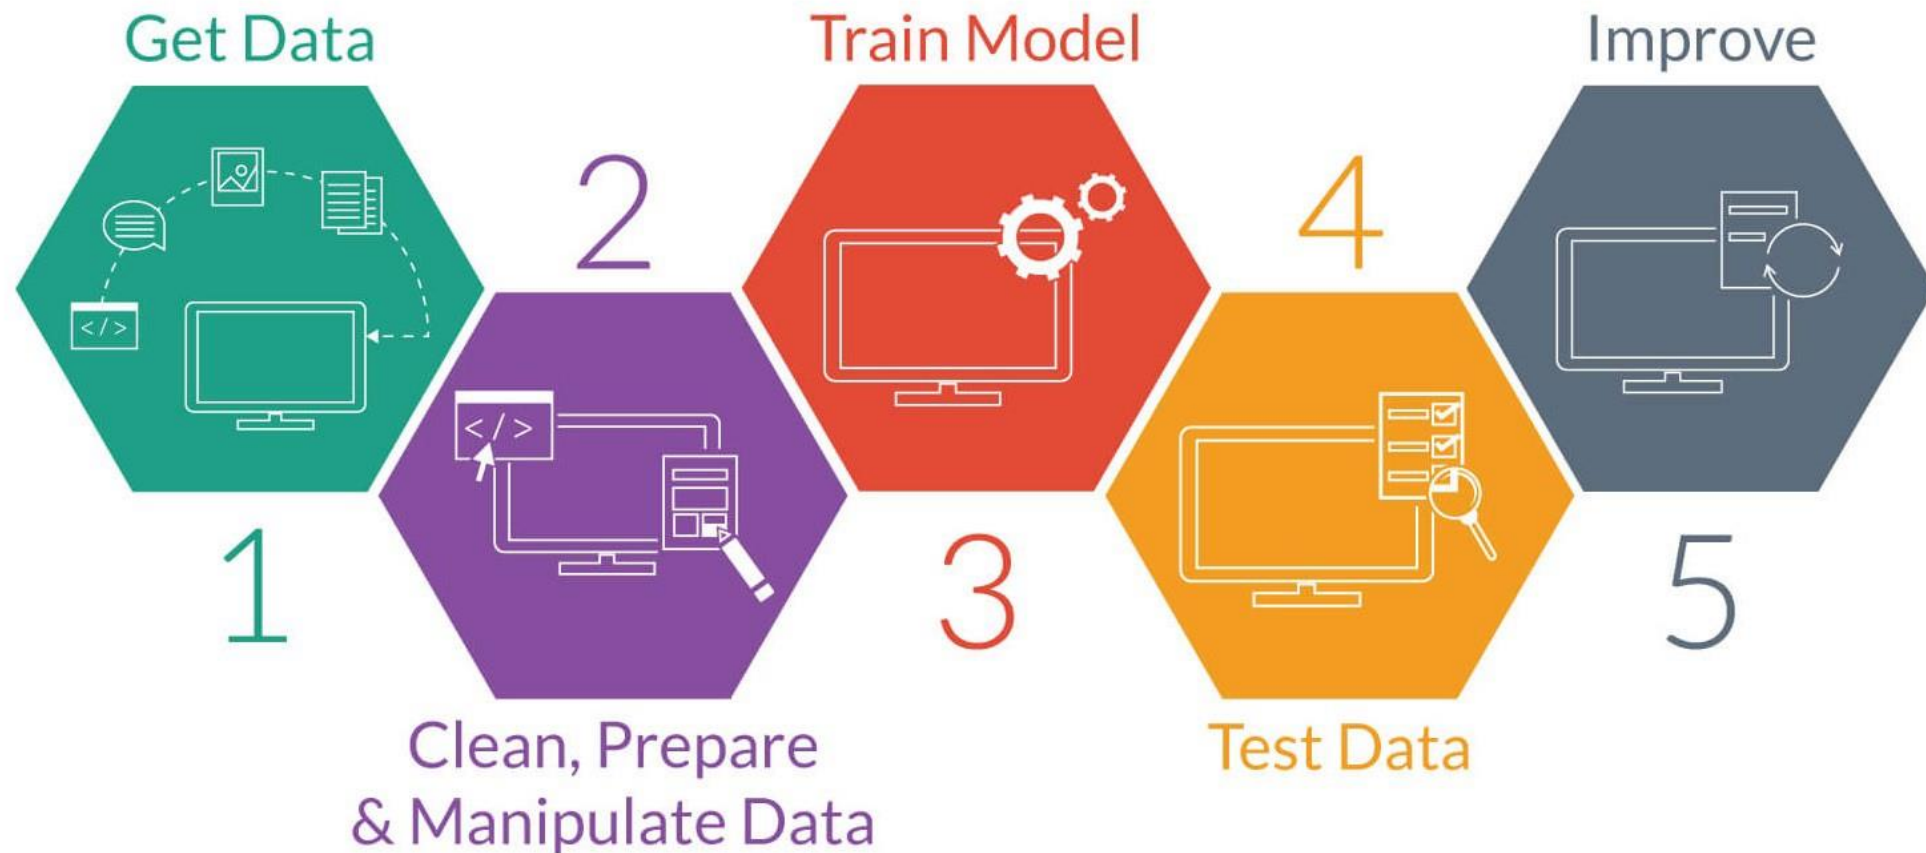 Get Data
1
2
Clean, Prepare
& Manipulate Data
Train Model
3
4
Test Data
Improve
5
</ >
</ >